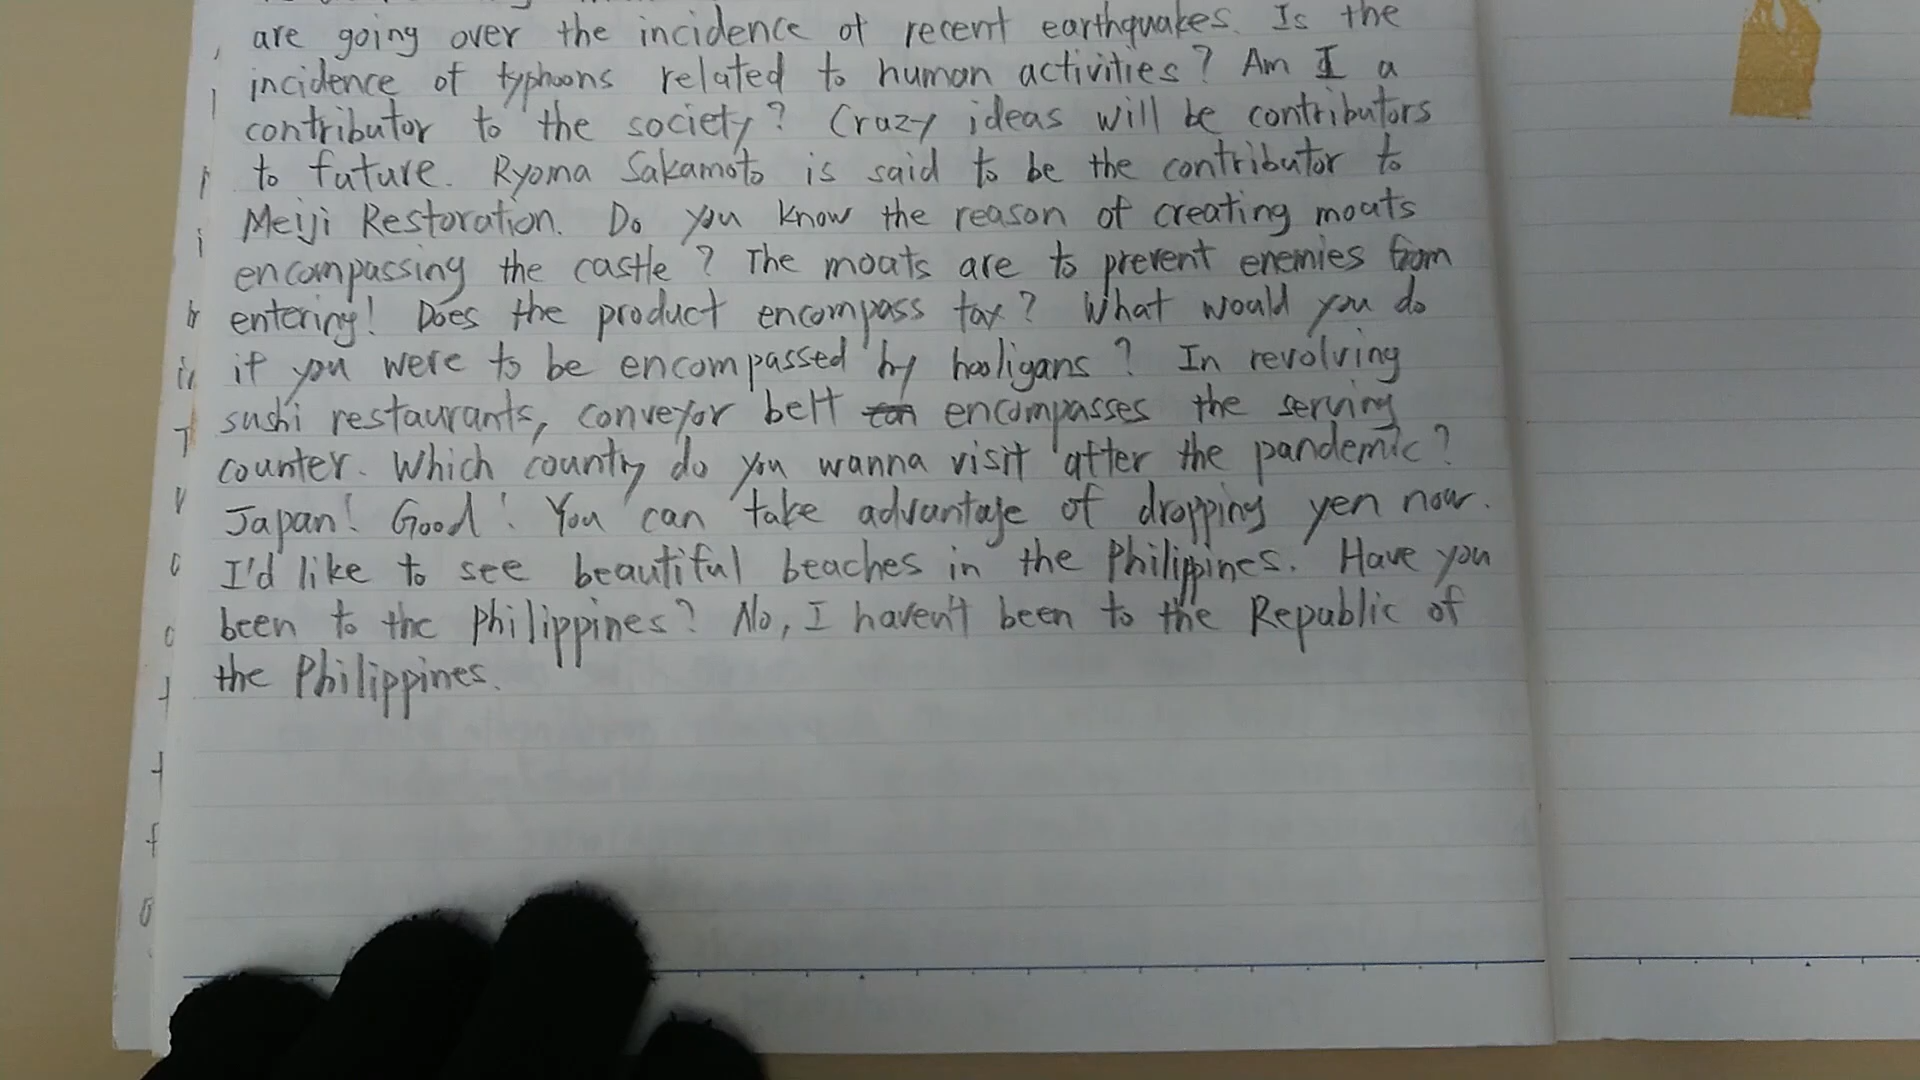 are going over the incidence of recent earthquakes. Is the
incidence of typhoons related to human activities? Am I a
contributor to the society? Crazy ideas will be contributors
to future. Ryoma Sakamoto is said to be the contributor to
Meiji Restoration. Do you know the reason of creating moats
encompassing the castle? The moats are to prevent enemies from
entering! Does the product encompass tax? What would you do
if you were to be encompassed by hooligans? In revolving
sushi restaurants, conveyor belt encompasses the serving
counter. Which country do you wanna visit after the pandemic?
Japan! Good! You can take advantage of dropping yen now.
I'd like to see beautiful beaches in the Philippines. Have you
been to the Philippines? No, I haven't been to the Republic of
the Philippines.